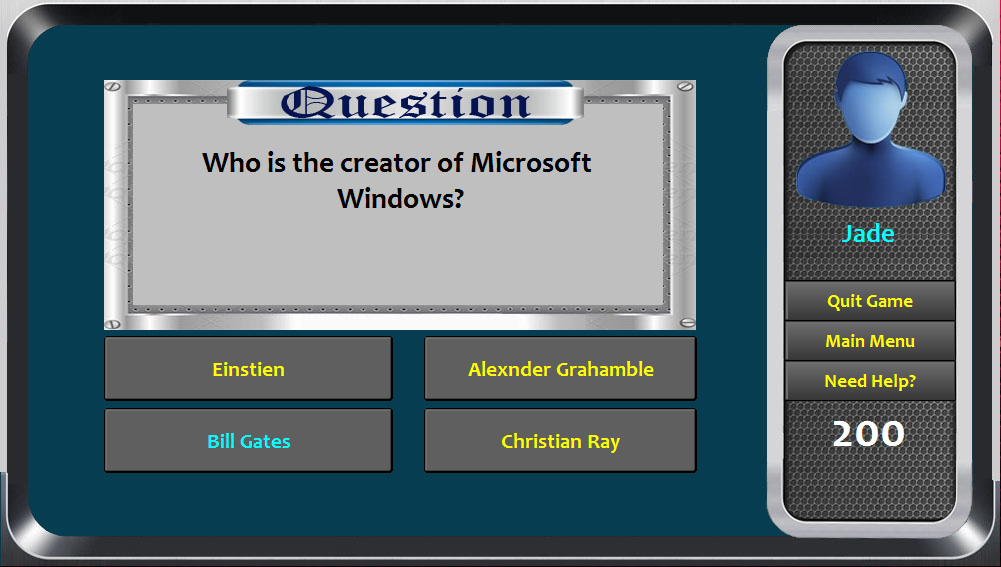 Question
Who is the creator of Microsoft
Windows?
Einstien
Alexnder Grahamble
Bill Gates
Christian Ray
Jade
Quit Game
Main Menu
Need Help?
200